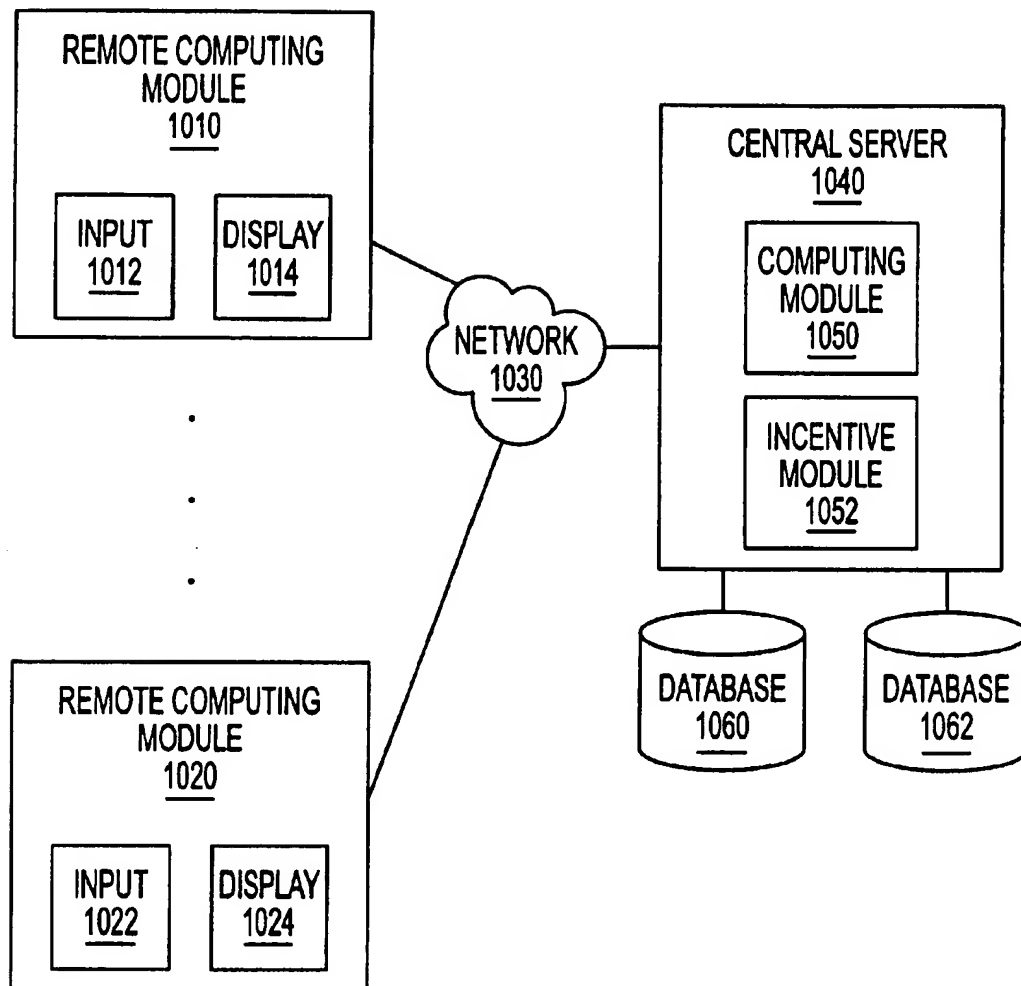 REMOTE COMPUTING
MODULE
1010
INPUT
1012
DISPLAY
1014
NETWORK
1030
CENTRAL SERVER
1040
COMPUTING
MODULE
1050
INCENTIVE
MODULE
1052
DATABASE
1060
DATABASE
1062
REMOTE COMPUTING
MODULE
1020
INPUT
1022
DISPLAY
1024